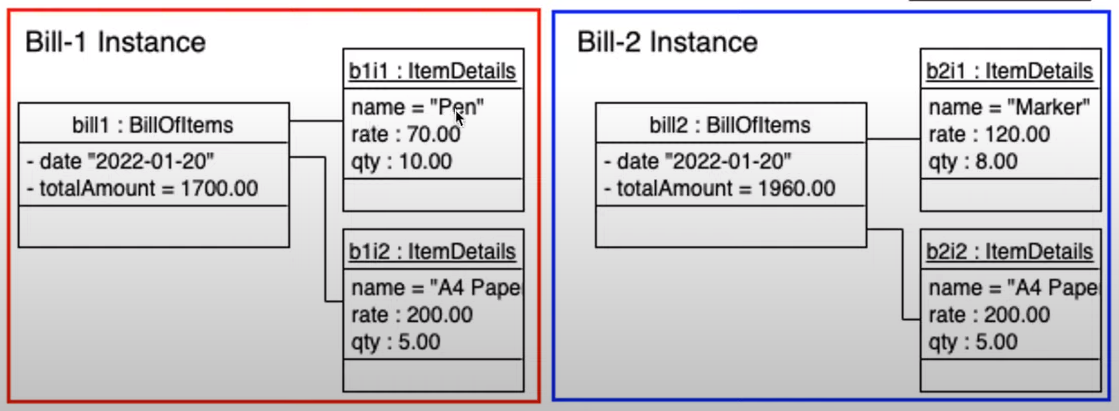 Bill-1 Instance
bill1 : BillOfItems
- date "2022-01-20"
- totalAmount = 1700.00
b1i1 : ItemDetails
name = "Pen"
rate : 70.00
qty : 10.00
b1i2 : ItemDetails
name = "A4 Pape
rate : 200.00
qty : 5.00
Bill-2 Instance
bill2 : BillOfItems
- date "2022-01-20"
- totalAmount = 1960.00
b2i1 : ItemDetails
name = "Marker"
rate : 120.00
qty : 8.00
b2i2 : ItemDetails
name = "A4 Pape
rate : 200.00
qty : 5.00